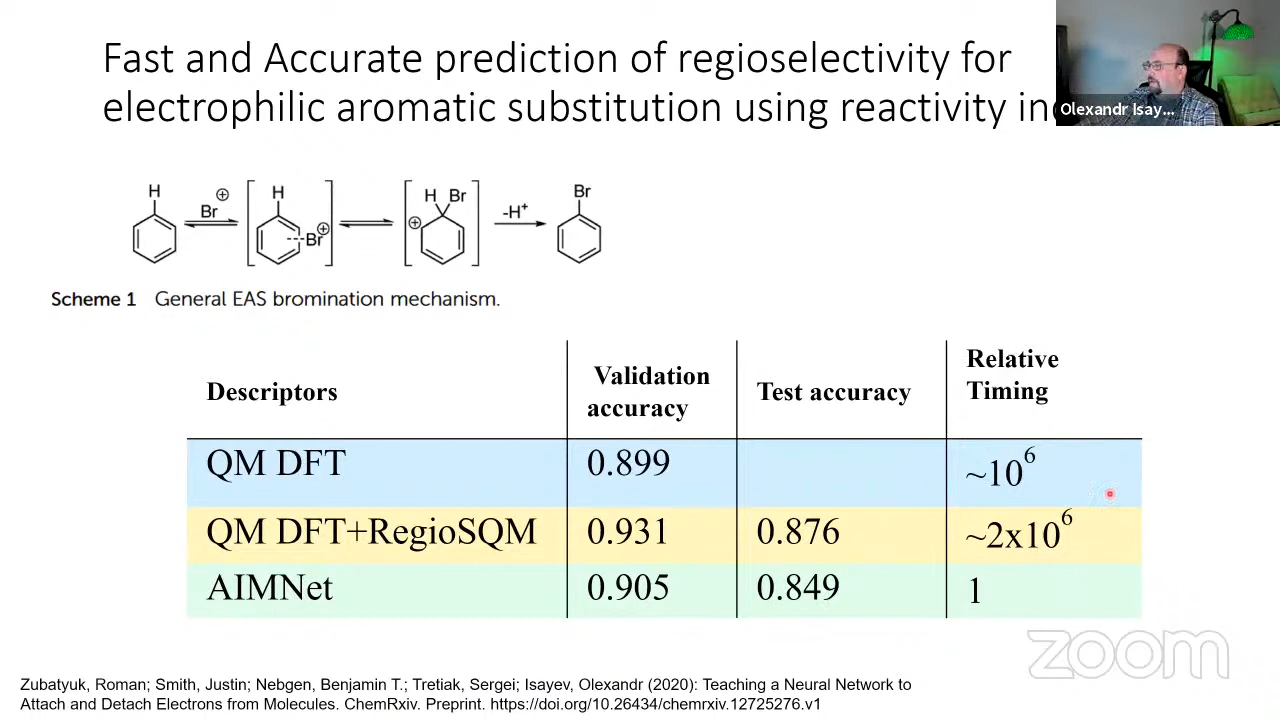 Fast and Accurate prediction of regioselectivity for
electrophilic aromatic substitution using reactivity
Olexandr Isay...
H
Br
⊕
H
Br
⊕
H Br
⊕
-H⁺
Br
Scheme 1 General EAS bromination mechanism.
Descriptors
Validation
accuracy
Test accuracy
Relative
Timing
QM DFT 0.899 ~10⁶
QM DFT+RegioSQM 0.931 0.876 ~2x10⁶
AIMNet 0.905 0.849 1
zoom
Zubatyuk, Roman; Smith, Justin; Nebgen, Benjamin T.; Tretiak, Sergei; Isayev, Olexandr (2020): Teaching a Neural Network to
Attach and Detach Electrons from Molecules. ChemRxiv. Preprint. https://doi.org/10.26434/chemrxiv.12725276.v1